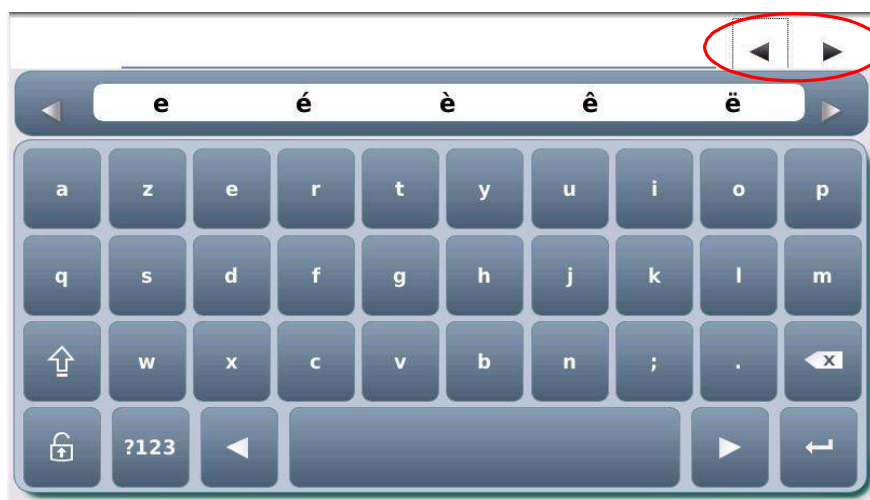 e é è ê ë
a z e r t y u i o p
q s d f g h j k l m
w x c v b n ; . x
?123